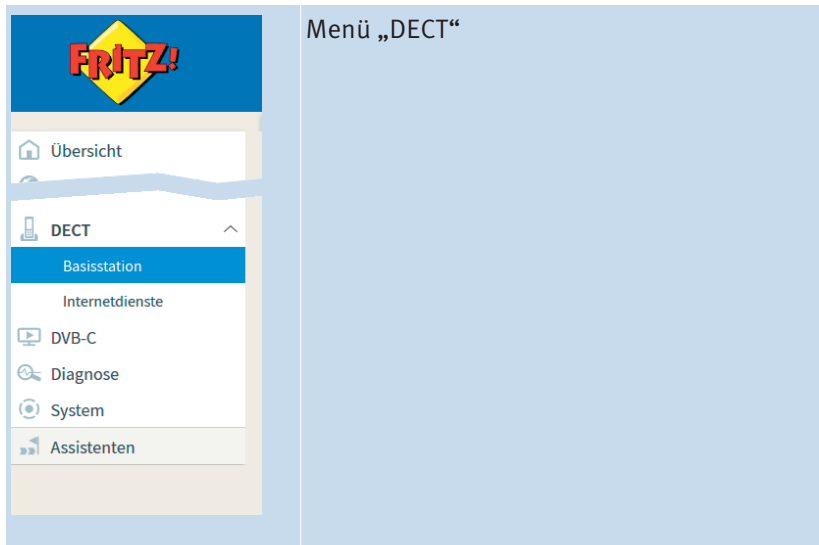 FRITZ!
Menü „DECT“
Übersicht
DECT
Basisstation
Internetdienste
DVB-C
Diagnose
System
Assistenten